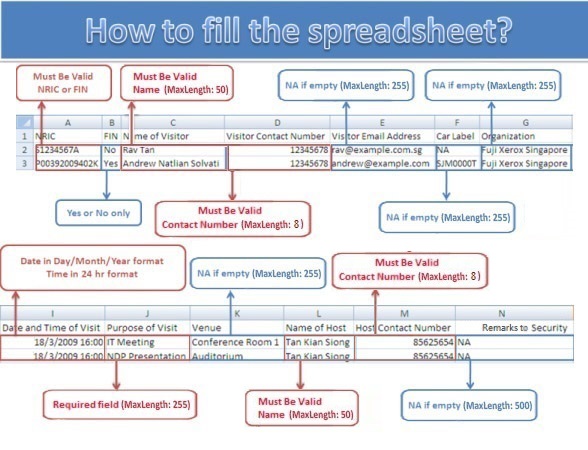 How to fill the spreadsheet?
Must Be Valid
NRIC or FIN
Must Be Valid
Name (MaxLength: 50)
NA if empty (MaxLength: 255)
NA if empty (MaxLength: 255)
A B C D E F G
1 NRIC FIN Name of Visitor Visitor Contact Number Visitor Email Address Car Label Organization
2 S1234567A No Rav Tan 12345678 rav@example.com.sg NA Fuji Xerox Singapore
3 P00392009402K Yes Andrew Natlian Solvati 12345678 andrew@example.com SJM0000T Fuji Xerox Singapore
Yes or No only
Must Be Valid
Contact Number (MaxLength: 8)
NA if empty (MaxLength: 255)
Date in Day/Month/Year format
Time in 24 hr format
NA if empty (MaxLength: 255)
Must Be Valid
Contact Number (MaxLength: 8)
I J K L M N
Date and Time of Visit Purpose of Visit Venue Name of Host Host Contact Number Remarks to Security
18/3/2009 16:00 IT Meeting Conference Room 1 Tan Kian Siong 85625654 NA
18/3/2009 16:00 NDP Presentation Auditorium Tan Kian Siong 85625654 NA
Required field (MaxLength: 255)
Must Be Valid
Name (MaxLength: 50)
NA if empty (MaxLength: 500)